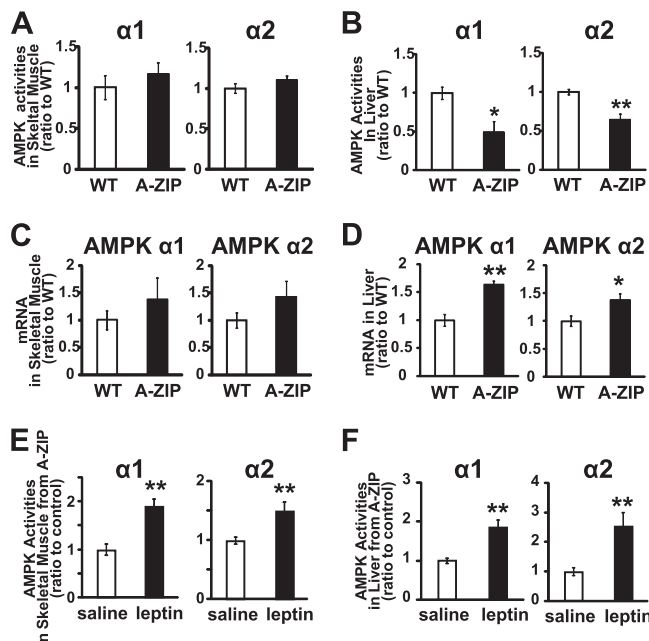 A
α1
α2
AMPK activities
in Skeltal Muscle
(ratio to WT)
1.5
1
0.5
0
WT A-ZIP
1.5
1
0.5
0
WT A-ZIP
B
α1
α2
AMPK Activities
In Liver
(ratio to WT)
1.5
1
0.5
0
*
WT A-ZIP
1.5
1
0.5
0
**
WT A-ZIP
C
AMPK α1
AMPK α2
mRNA
in Skeletal Muscle
(ratio to WT)
2
1.5
1
0.5
0
WT A-ZIP
2
1.5
1
0.5
0
WT A-ZIP
D
AMPK α1
AMPK α2
mRNA in Liver
(ratio to WT)
2
1.5
1
0.5
0
**
WT A-ZIP
2
1.5
1
0.5
0
*
WT A-ZIP
E
α1
α2
AMPK Activities
in Skeletal Muscle from A-ZIP
(ratio to control)
2
1
0
**
saline leptin
2
1.5
1
0.5
0
**
saline leptin
F
α1
α2
AMPK Activities
in Liver from A-ZIP
(ratio to control)
3
2
1
0
**
saline leptin
4
3
2
1
0
**
saline leptin